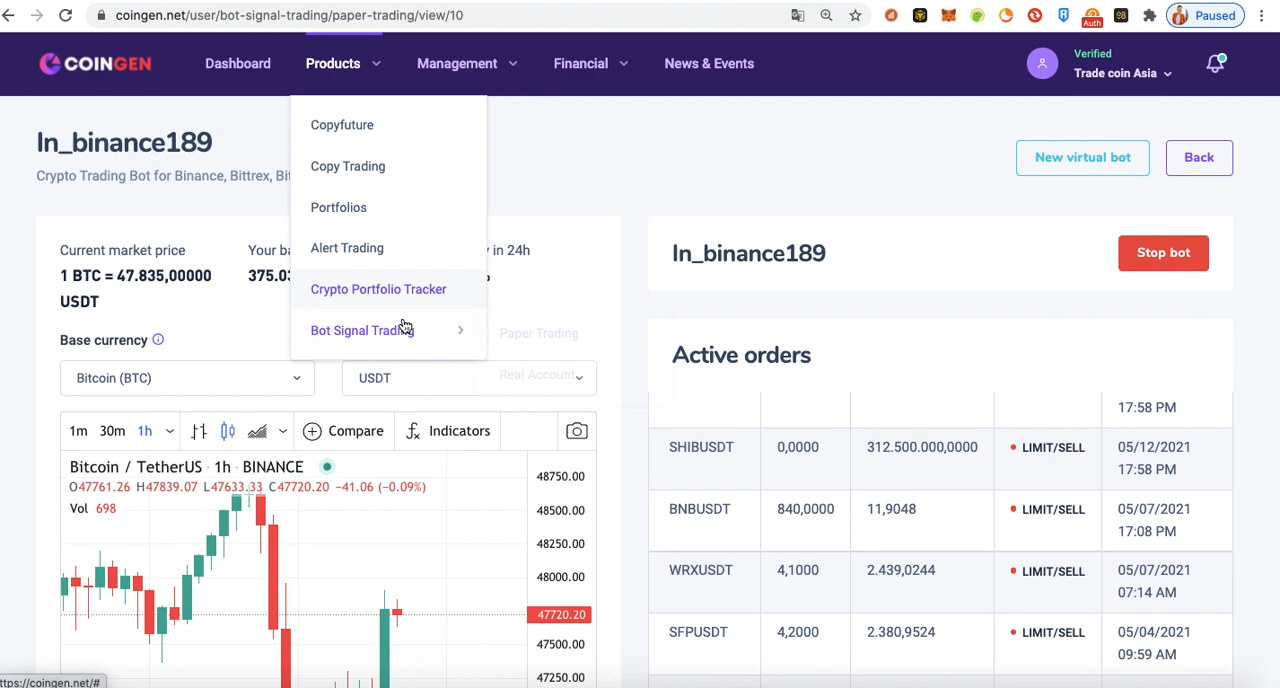 coingen.net/user/bot-signal-trading/paper-trading/view/10
Auth
Paused
COINGEN
Dashboard
Products
Management
Financial
News & Events
Verified
Trade coin Asia
Copyfuture
Copy Trading
Portfolios
Alert Trading
Crypto Portfolio Tracker
Bot Signal Trading
Paper Trading
Real Account
In_binance189
Crypto Trading Bot for Binance, Bittrex, Bit
New virtual bot
Back
Current market price
Your ba
in 24h
1 BTC = 47.835,00000
USDT
375.03
Base currency
Bitcoin (BTC)
USDT
1m 30m 1h
Compare
Indicators
Bitcoin / TetherUS · 1h · BINANCE
O47761.26 H47839.07 L47633.33 C47720.20 −41.06 (−0.09%)
Vol 698
48750.00
48500.00
48250.00
48000.00
47720.20
47500.00
47250.00
In_binance189
Stop bot
Active orders
17:58 PM
SHIBUSDT 0,0000 312.500.000,0000 LIMIT/SELL 05/12/2021
17:58 PM
BNBUSDT 840,0000 11,9048 LIMIT/SELL 05/07/2021
17:08 PM
WRXUSDT 4,1000 2.439,0244 LIMIT/SELL 05/07/2021
07:14 AM
SFPUSDT 4,2000 2.380,9524 LIMIT/SELL 05/04/2021
09:59 AM
ttps://coingen.net/#